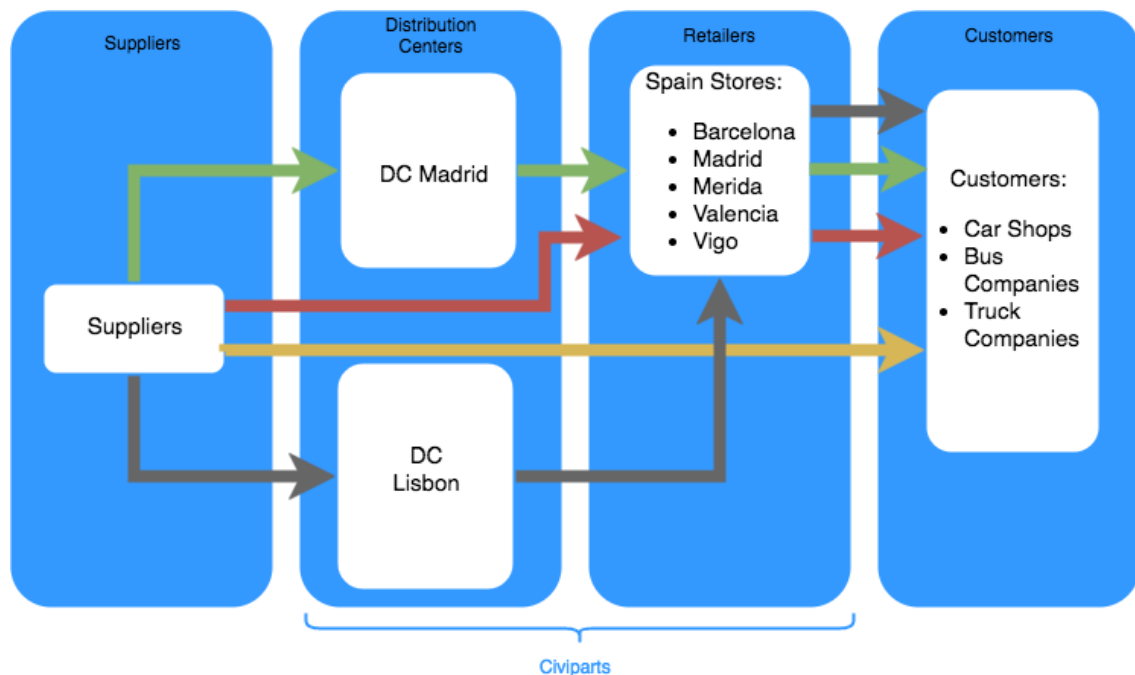 Suppliers
Distribution
Centers
Retailers
Customers
Spain Stores:
• Barcelona
• Madrid
• Merida
• Valencia
• Vigo
DC Madrid
Customers:
• Car Shops
• Bus
Companies
• Truck
Companies
Suppliers
DC
Lisbon
Civiparts